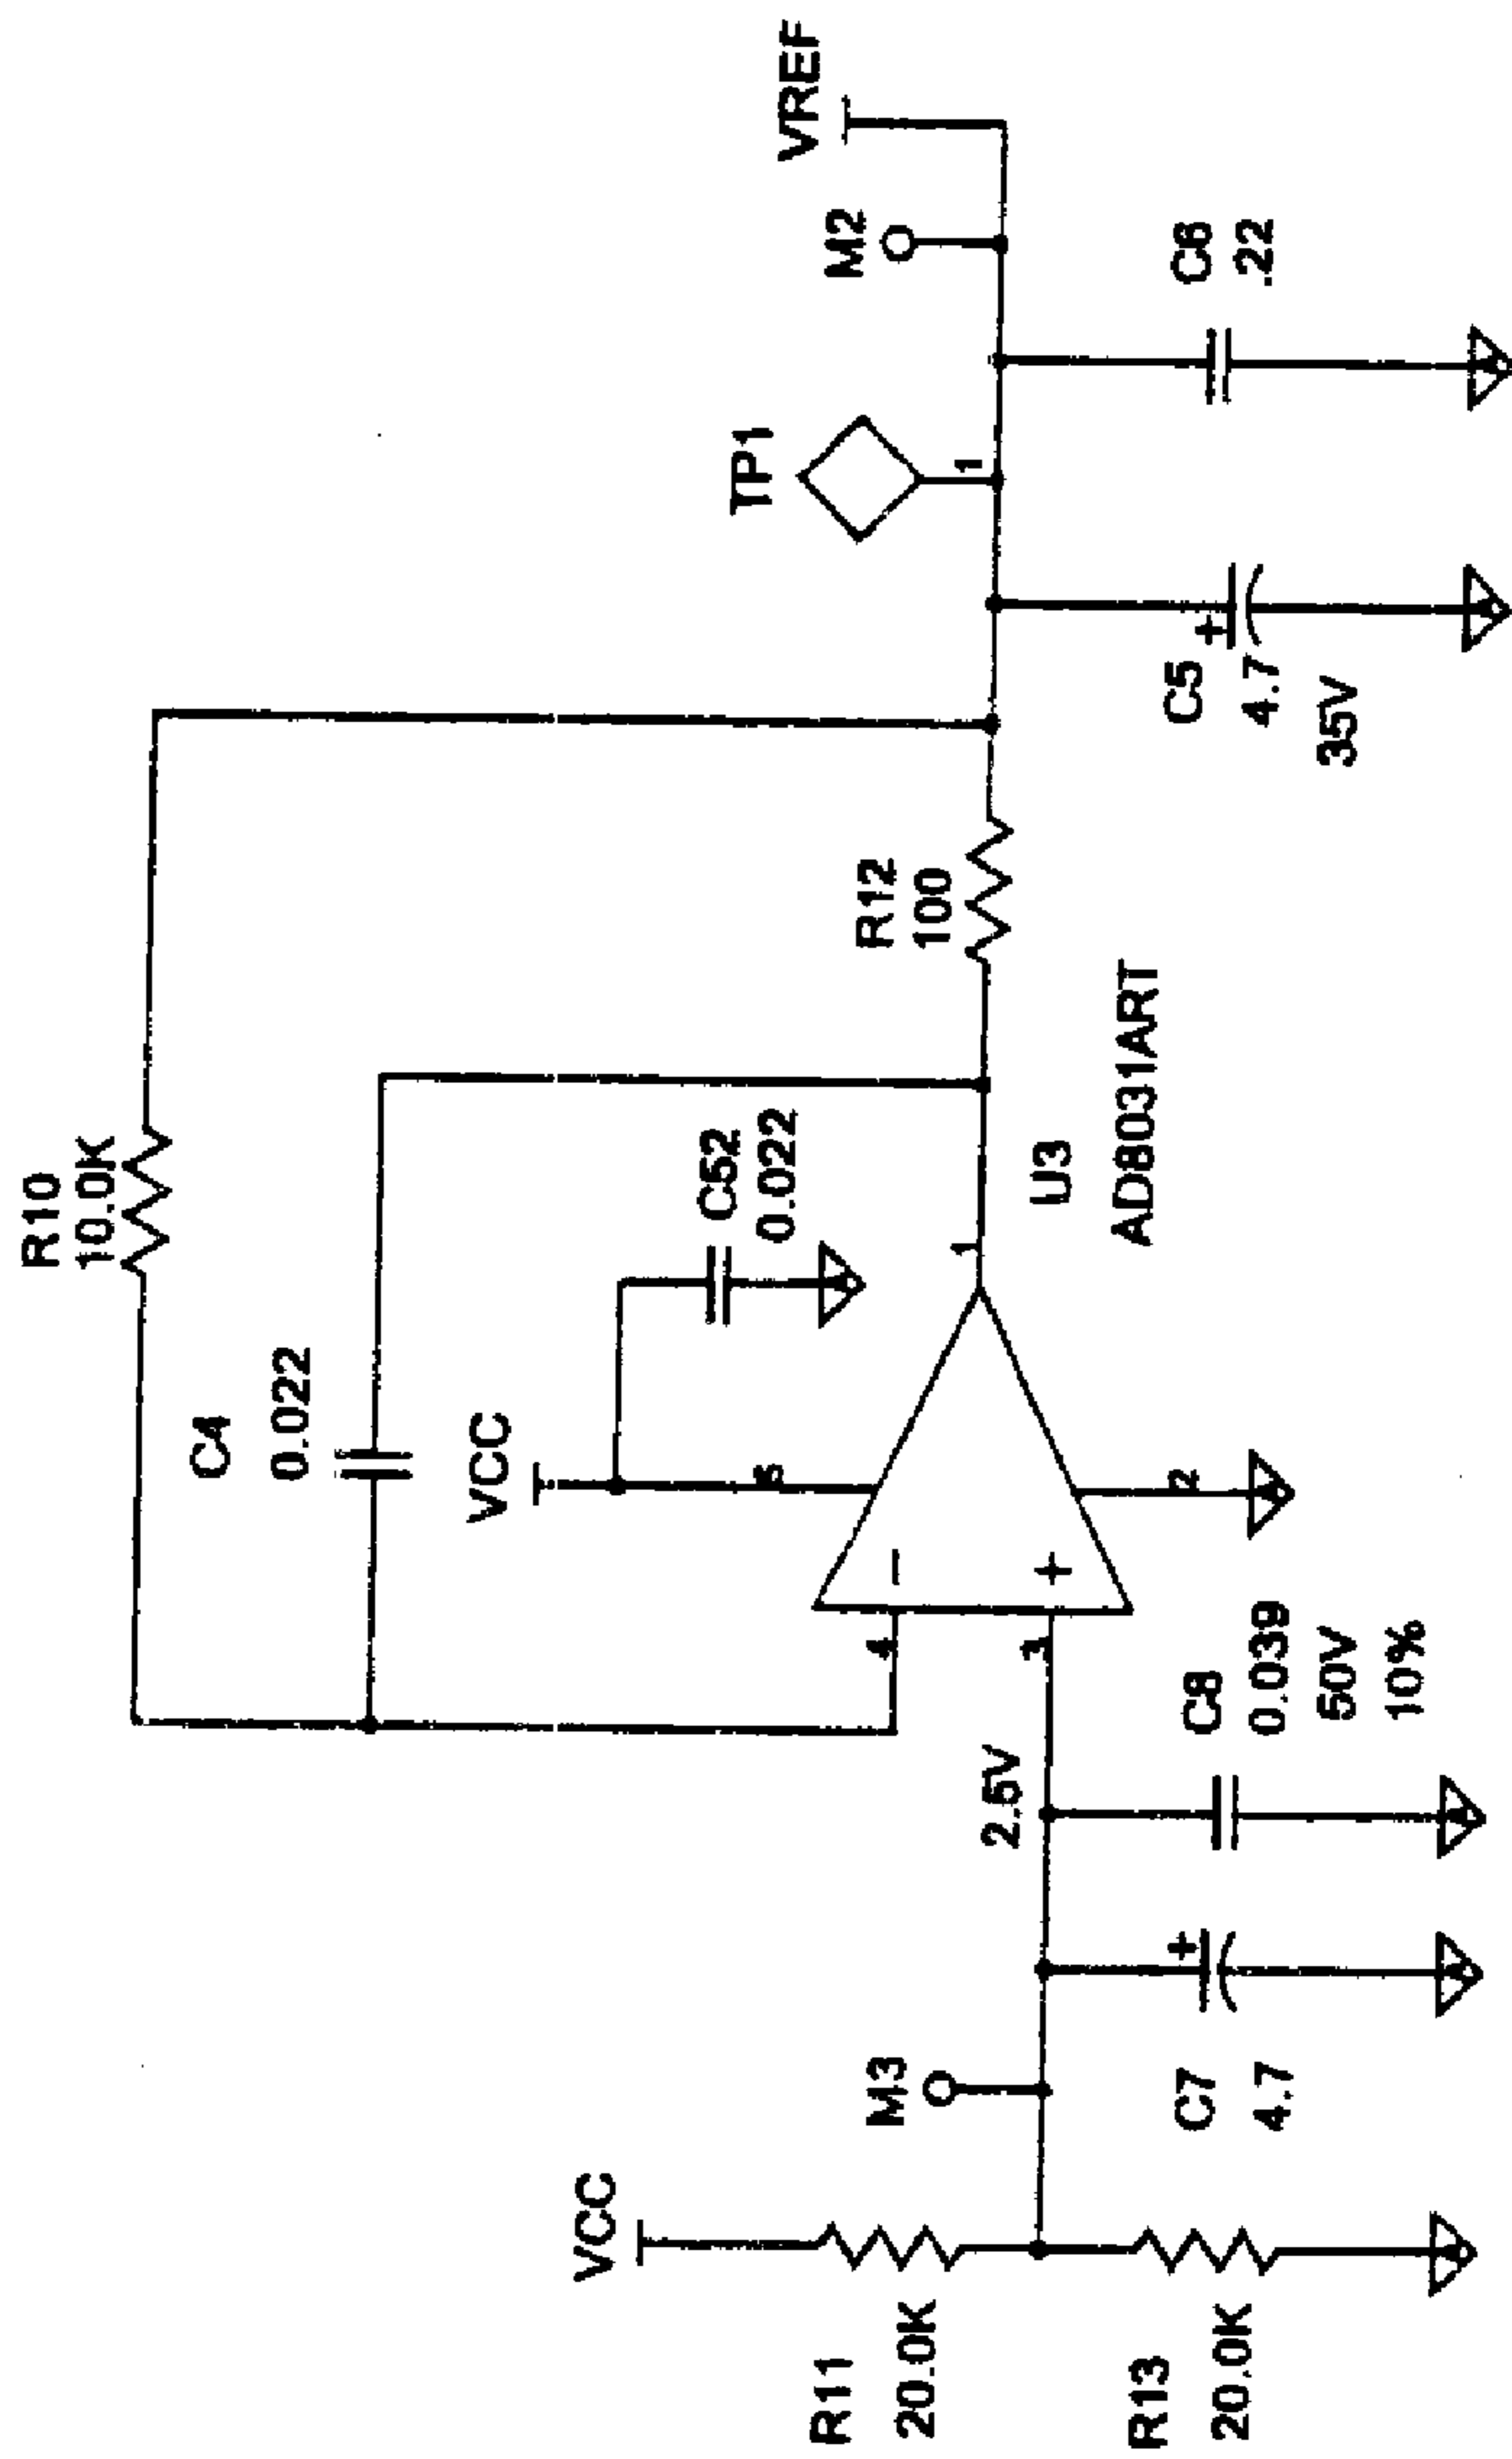 R10
10.0K
C4
0.022
VCC
C52
0.022
5
4
-
3
+
1
2
U3
AD8031ART
R12
100
TP1
1
M2
VREF
C5
+
4.7
35V
C6
.22
VCC
R11
20.0K
R13
20.0K
M3
C7
+
4.7
2.5V
C8
0.039
50V
10%